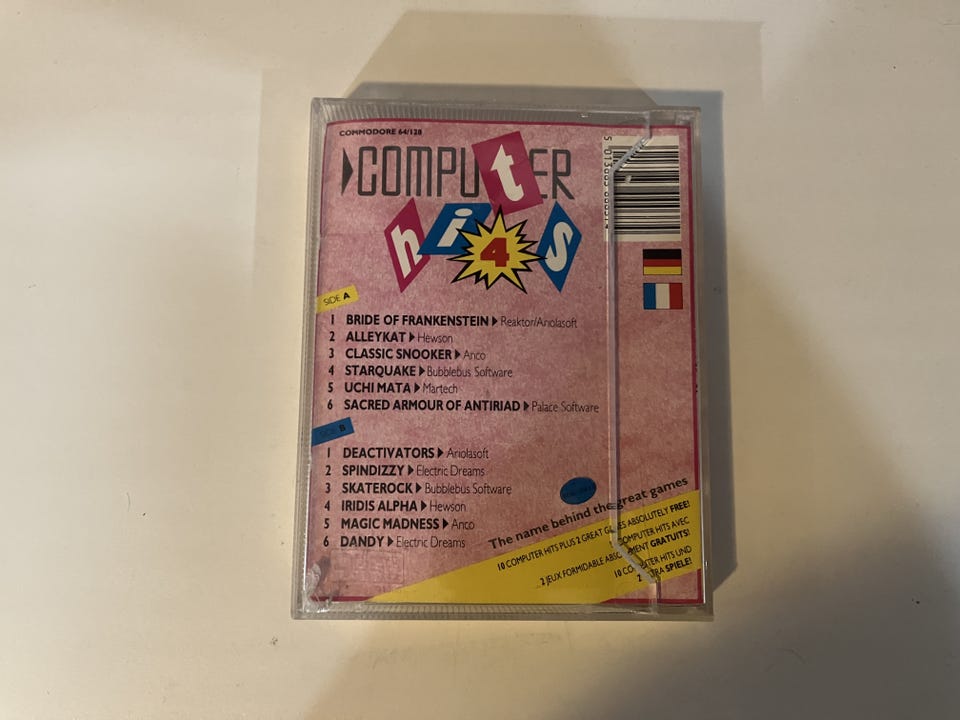 COMMODORE 64/128
COMPUtER
hits 4
SIDE A
1 BRIDE OF FRANKENSTEIN Reaktor/Ariolasoft
2 ALLEYKAT Hewson
3 CLASSIC SNOOKER Anco
4 STARQUAKE Bubblebus Software
5 UCHI MATA Martech
6 SACRED ARMOUR OF ANTIRIAD Palace Software
SIDE B
1 DEACTIVATORS Ariolasoft
2 SPINDIZZY Electric Dreams
3 SKATEROCK Bubblebus Software
4 IRIDIS ALPHA Hewson
5 MAGIC MADNESS Anco
6 DANDY Electric Dreams
The name behind the great games
10 COMPUTER HITS PLUS 2 GREAT GAMES ABSOLUTELY FREE!
COMPUTER HITS AVEC
...2 JEUX FORMIDABLE GRATUITS!
10 HITS UND
SPIELE!